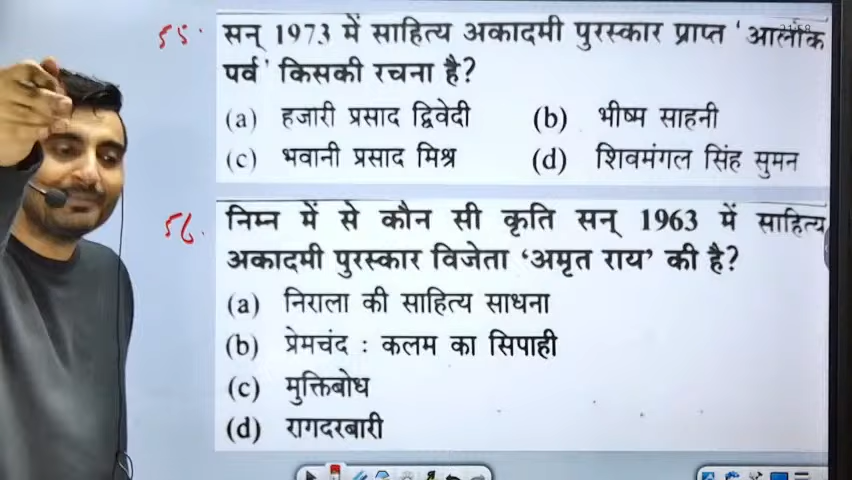 55. सन् 1973 में साहित्य अकादमी पुरस्कार प्राप्त 'आलोक
पर्व' किसकी रचना है?
(a) हजारी प्रसाद द्विवेदी (b) भीष्म साहनी
(c) भवानी प्रसाद मिश्र (d) शिवमंगल सिंह सुमन
56. निम्न में से कौन सी कृति सन् 1963 में साहित्य
अकादमी पुरस्कार विजेता ‘अमृत राय’ की है?
(a) निराला की साहित्य साधना
(b) प्रेमचंद : कलम का सिपाही
(c) मुक्तिबोध
(d) रागदरबारी